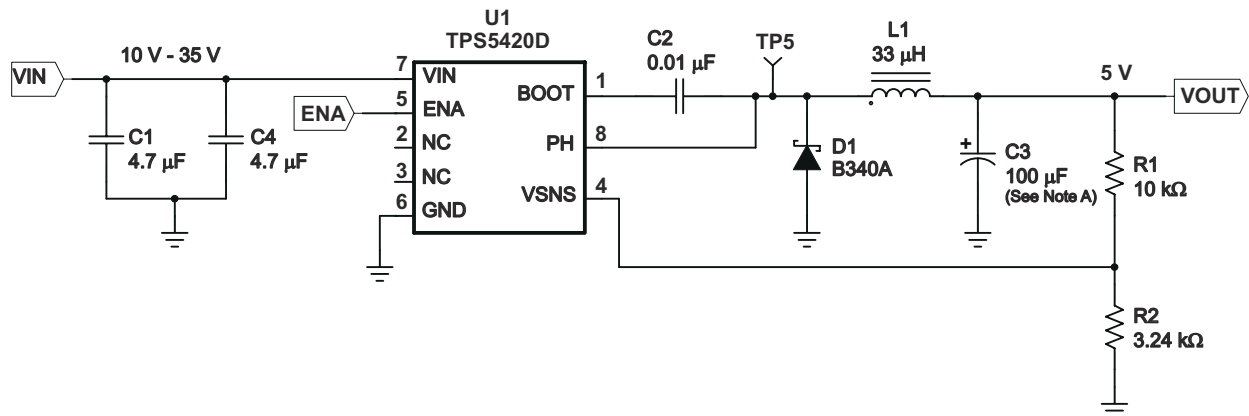 U1
TPS5420D
10 V - 35 V
VIN
ENA
C1
4.7 μF
C4
4.7 μF
7
5
2
3
6
VIN
ENA
NC
NC
GND
BOOT
PH
VSNS
1
8
4
C2
0.01 μF
TP5
L1
33 μH
D1
B340A
5 V
VOUT
C3
100 μF
(See Note A)
R1
10 kΩ
R2
3.24 kΩ
+